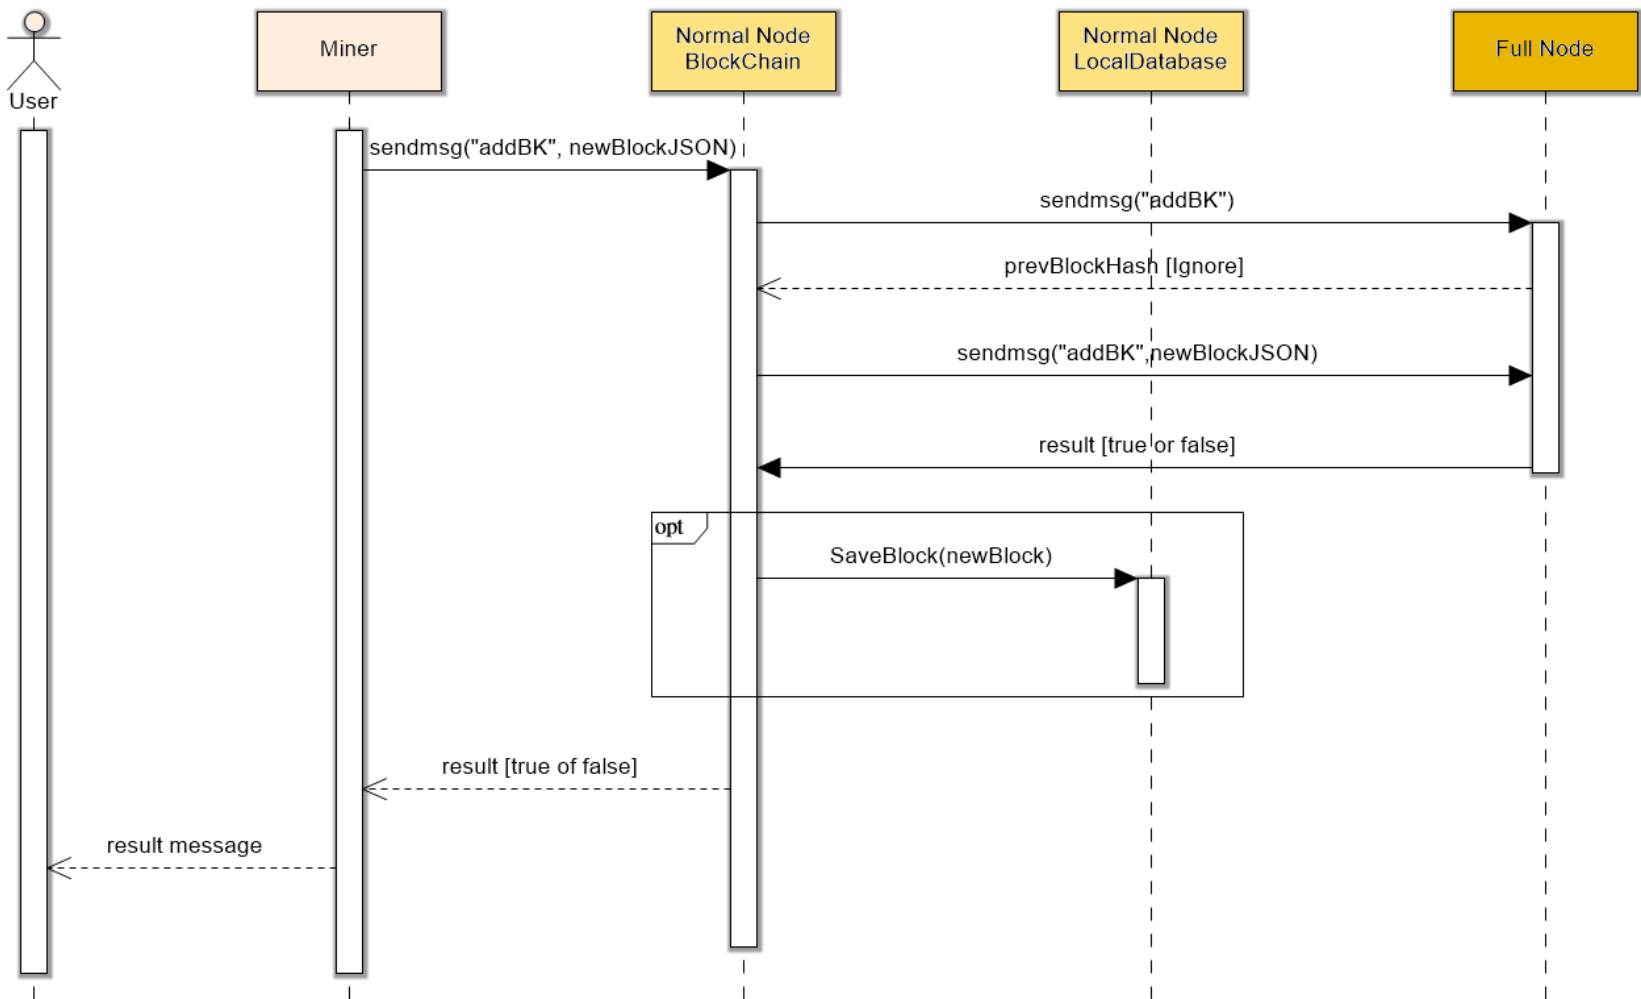 User
Miner
Normal Node
BlockChain
Normal Node
LocalDatabase
Full Node
sendmsg("addBK", newBlockJSON)
sendmsg("addBK")
prevBlockHash [Ignore]
sendmsg("addBK",newBlockJSON)
result [true or false]
opt
SaveBlock(newBlock)
result [true of false]
result message